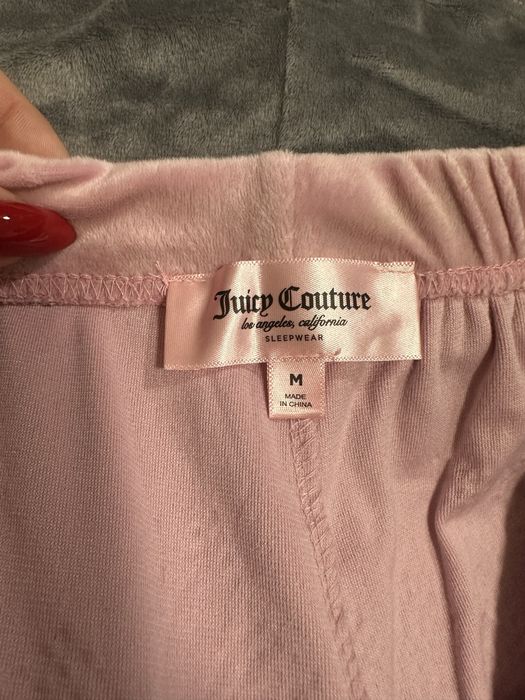 Juicy Couture
los angeles, california
SLEEPWEAR
M
MADE
IN CHINA